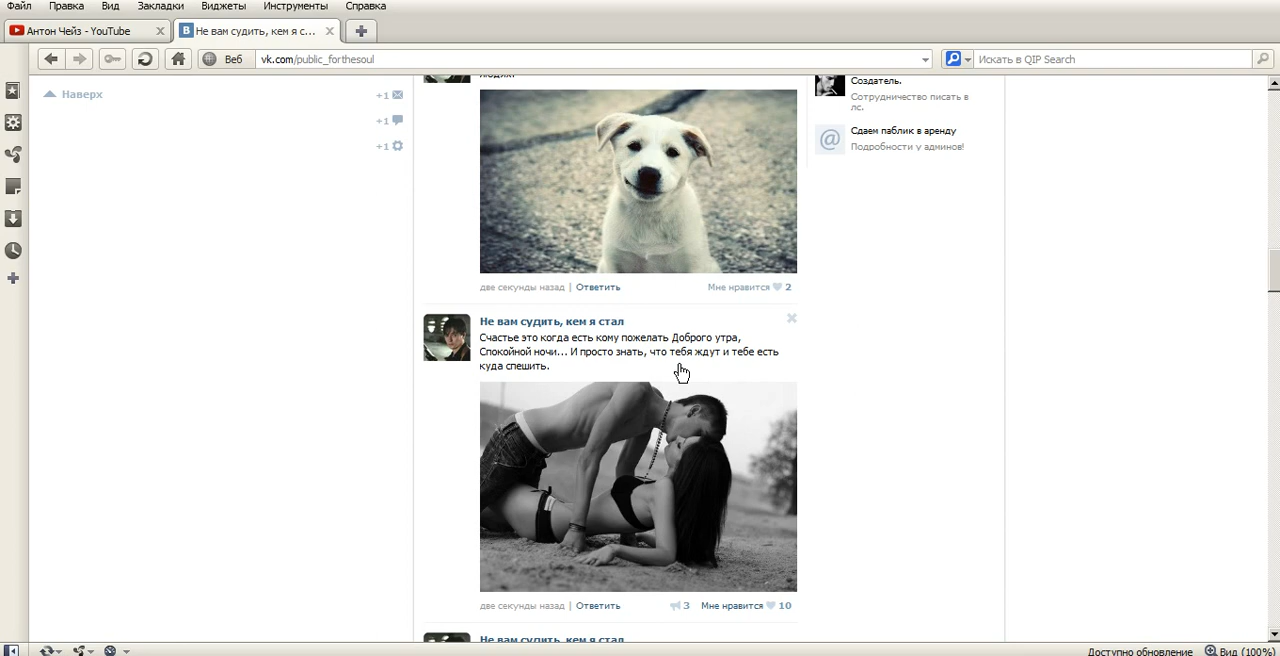 Файл Правка Вид Закладки Виджеты Инструменты Справка
Антон Чейз - YouTube
Не вам судить, кем я с...
Веб
vk.com/public_forthesoul
Искать в QIP Search
Наверх
+1
+1
+1
людях?
две секунды назад | Ответить
Мне нравится 2
Создатель.
Сотрудничество писать в
лс.
@
Сдаем паблик в аренду
Подробности у админов!
Не вам судить, кем я стал
Счастье это когда есть кому пожелать Доброго утра,
Спокойной ночи... И просто знать, что тебя ждут и тебе есть
куда спешить.
две секунды назад | Ответить
3 Мне нравится 10
Не вам судить, кем я стал
Доступно обновление
Вид (100%)